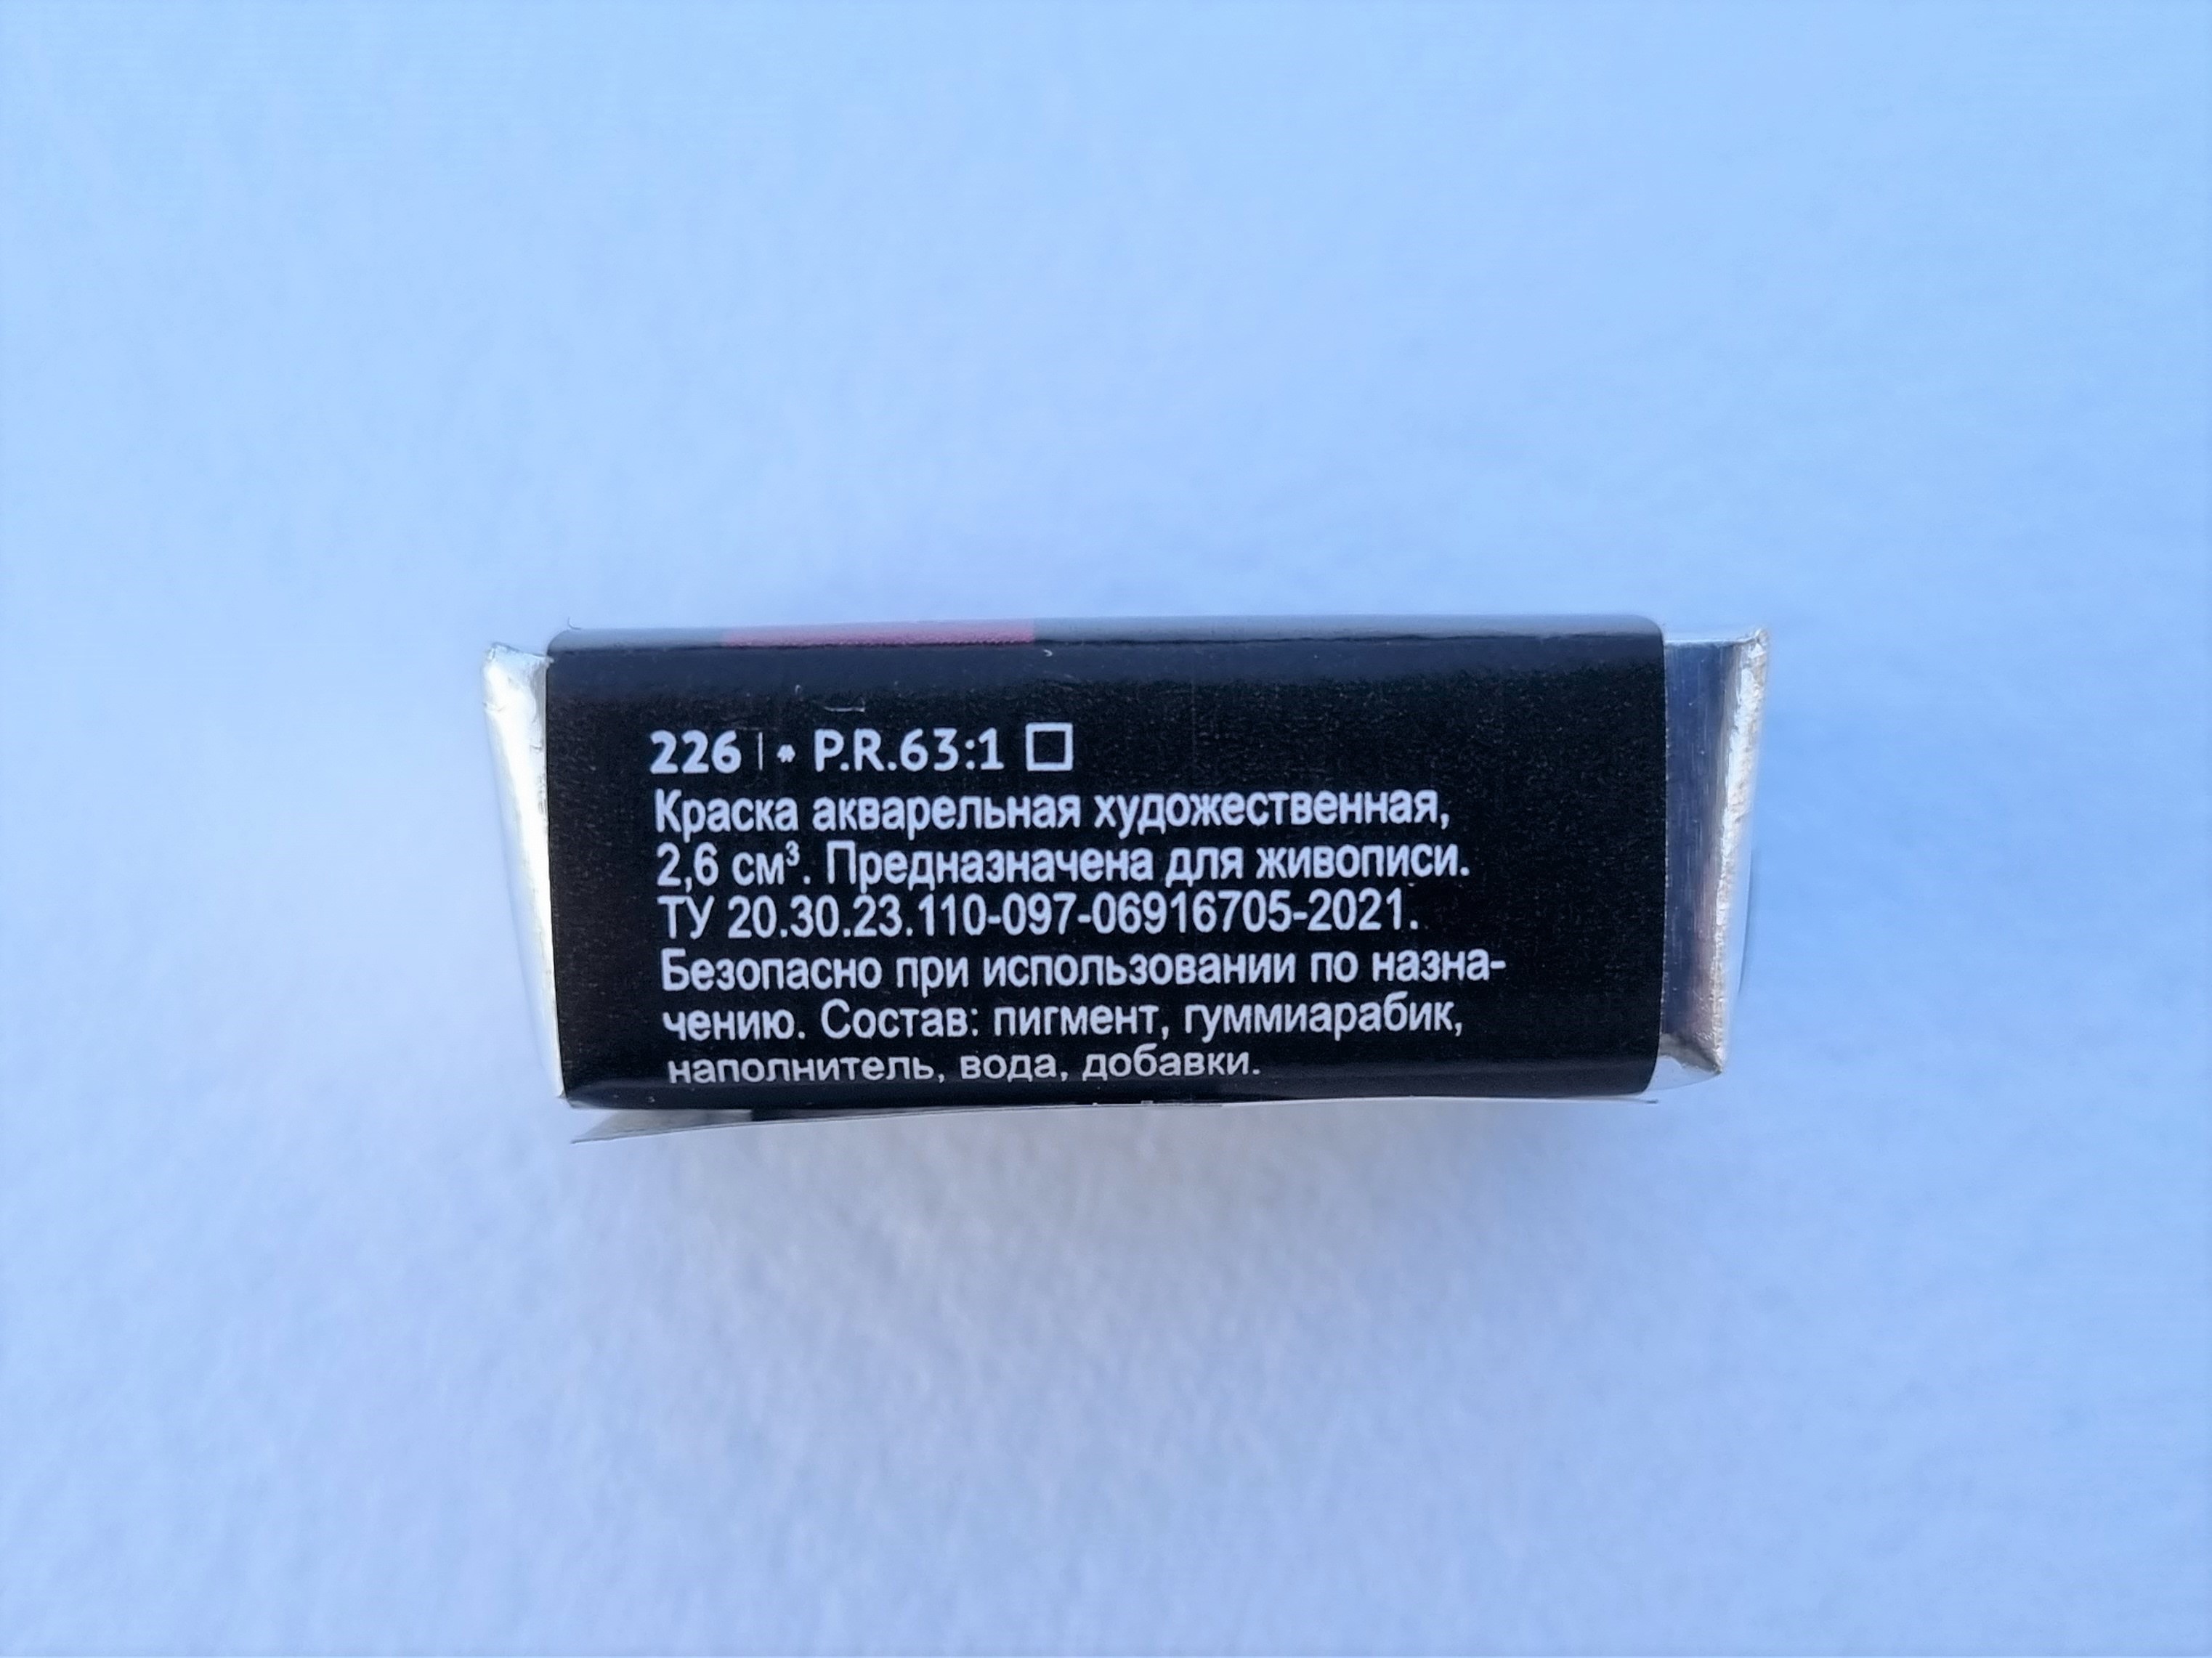 226 | * P.R.63:1 □
Краска акварельная художественная,
2,6 см³. Предназначена для живописи.
ТУ 20.30.23.110-097-06916705-2021.
Безопасно при использовании по назна-
чению. Состав: пигмент, гуммиарабик,
наполнитель, вода, добавки.